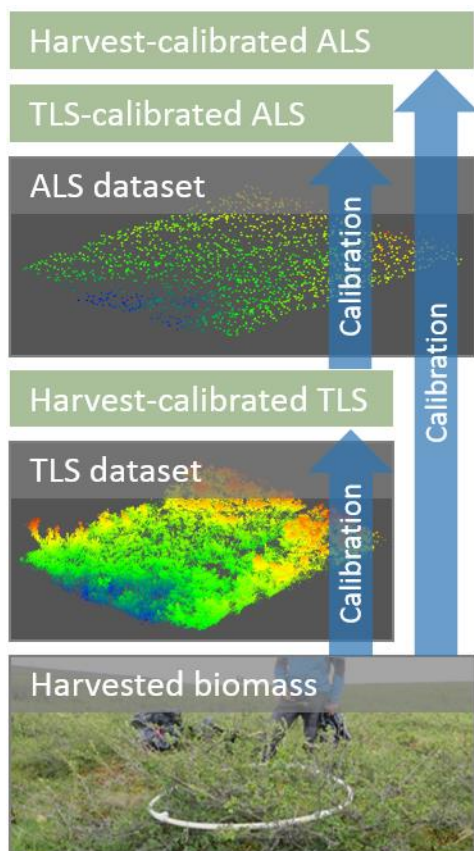 Harvest-calibrated ALS
TLS-calibrated ALS
ALS dataset
Calibration
Calibration
Harvest-calibrated TLS
TLS dataset
Calibration
Harvested biomass